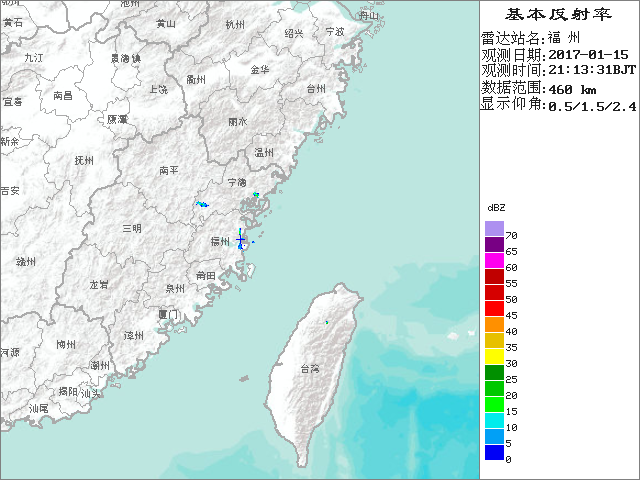 基本反射率
雷达站名:福 州
观测日期:2017-01-15
观测时间:21:13:31BJT
数据范围:460 km
显示仰角:0.5/1.5/2.4
dBZ
70
65
60
55
50
45
40
35
30
25
20
15
10
5
0
池州
舟山
黄石
黄山
杭州
绍兴
宁波
九江
景德镇
衢州
金华
台州
宜春
南昌
上饶
鹰潭
丽水
新余
抚州
温州
南平
宁德
吉安
三明
福州
赣州
龙岩
泉州
莆田
厦门
漳州
河源
梅州
潮州
台湾
揭阳
汕头
汕尾